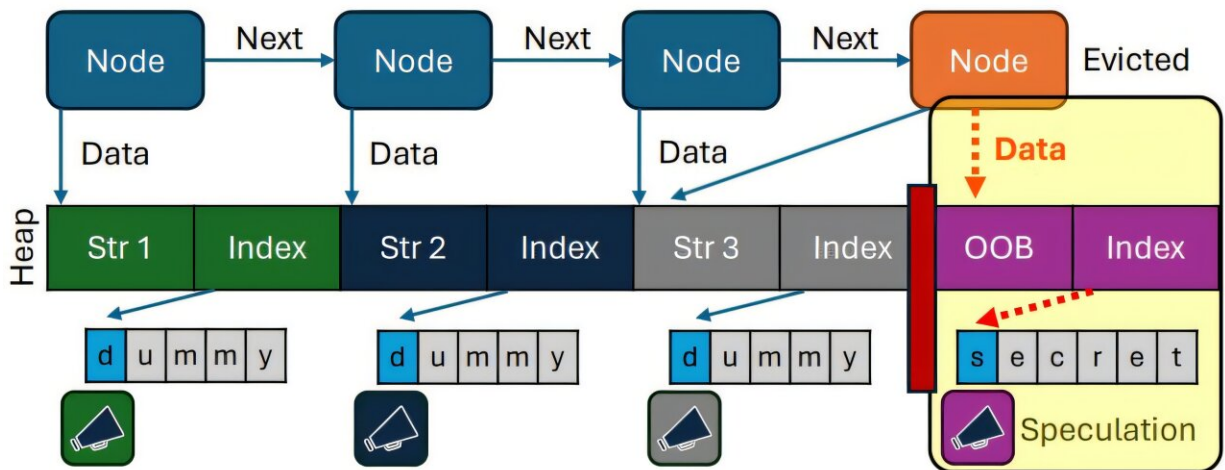 Node Next Node Next Node Next Node Evicted
Data Data Data Data
Heap Str 1 Index Str 2 Index Str 3 Index OOB Index
d u m m y d u m m y d u m m y s e c r e t
Speculation